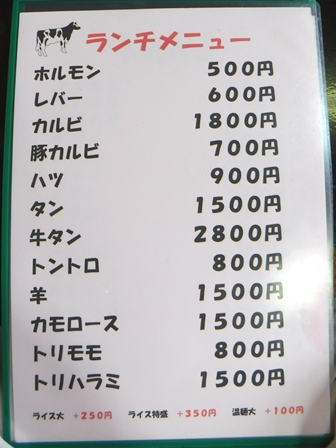 ランチメニュー
ホルモン 500円
レバー 600円
カルビ 1800円
豚カルビ 700円
ハツ 900円
タン 1500円
牛タン 2800円
トントロ 800円
羊 1500円
カモロース 1500円
トリモモ 800円
トリハラミ 1500円
ライス大 +250円 ライス特盛 +350円 温麺大 +100円